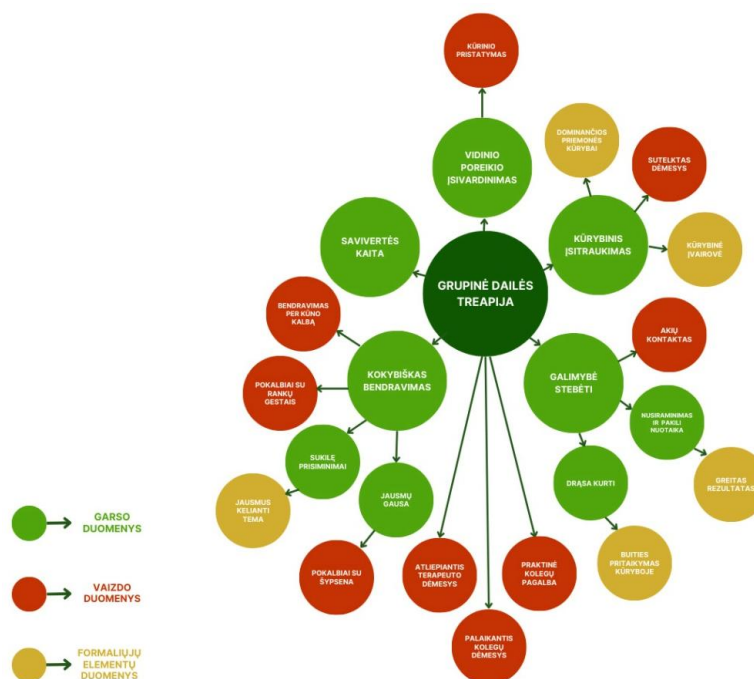 KŪRINIO
PRISTATYMAS
VIDINIO
POREIKIO
ĮSIVARDINIMAS
DOMINANČIOS
PRIEMONĖS
KŪRYBAI
SUTELKTAS
DĖMESYS
KŪRYBINIS
ĮSITRAUKIMAS
KŪRYBINĖ
ĮVAIROVĖ
SAVIVERTĖS
KAITA
GRUPINĖ DAILĖS
TREAPIJA
BENDRAVIMAS
PER KŪNO
KALBĄ
AKIŲ
KONTAKTAS
KOKYBIŠKAS
BENDRAVIMAS
GALIMYBĖ
STEBĖTI
POKALBIAI SU
RANKŲ
GESTAIS
NUSIRAMINIMAS
IR PAKILI
NUOTAIKA
SUKILĘ
PRISIMINIMAI
DRĄSA KURTI
GREITAS
REZULTATAS
JAUSMUS
KELIANTI
TEMA
JAUSMŲ
GAUSA
GARSO
DUOMENYS
POKALBIAI SU
ŠYPSENA
ATLIEPIANTIS
TERAPEUTO
DĖMESYS
PRAKTINĖ
KOLEGŲ
PAGALBA
BUITIES
PRITAIKYMAS
KŪRYBOJE
VAIZDO
DUOMENYS
PALAIKANTIS
KOLEGŲ
DĖMESYS
FORMALIŲJŲ
ELEMENTŲ
DUOMENYS